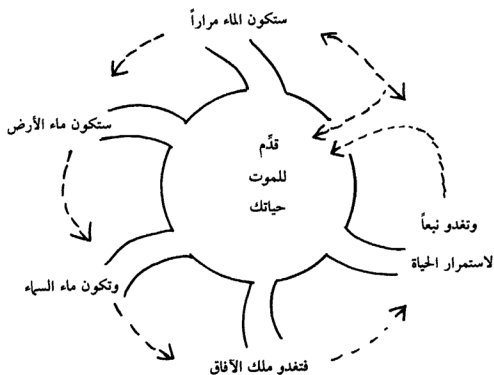 ستكون الماء مراراً
ستكون ماء الأرض
قدِّم
للموت
حياتك
وتكون ماء السماء
فتغدو ملك الآفاق
وتغدو نبعاً
لاستمرار الحياة